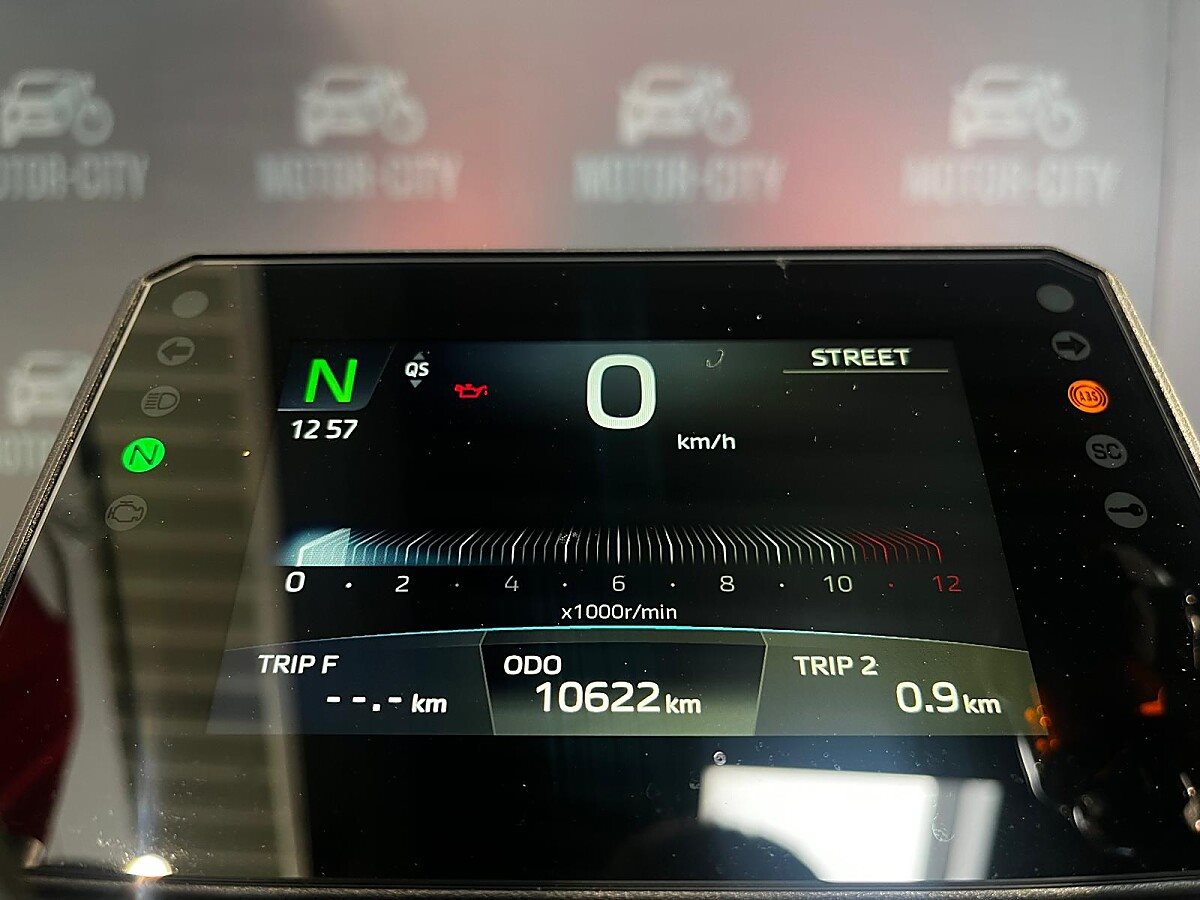 MOTOR-CITY
MOTOR-CITY
MOTOR-CITY
MOTOR-CITY
N
QS
0
STREET
12 57
km/h
ABS
N
SC
0 2 4 6 8 10 12
x1000r/min
TRIP F
ODO
TRIP 2
--.- km
10622 km
0.9 km